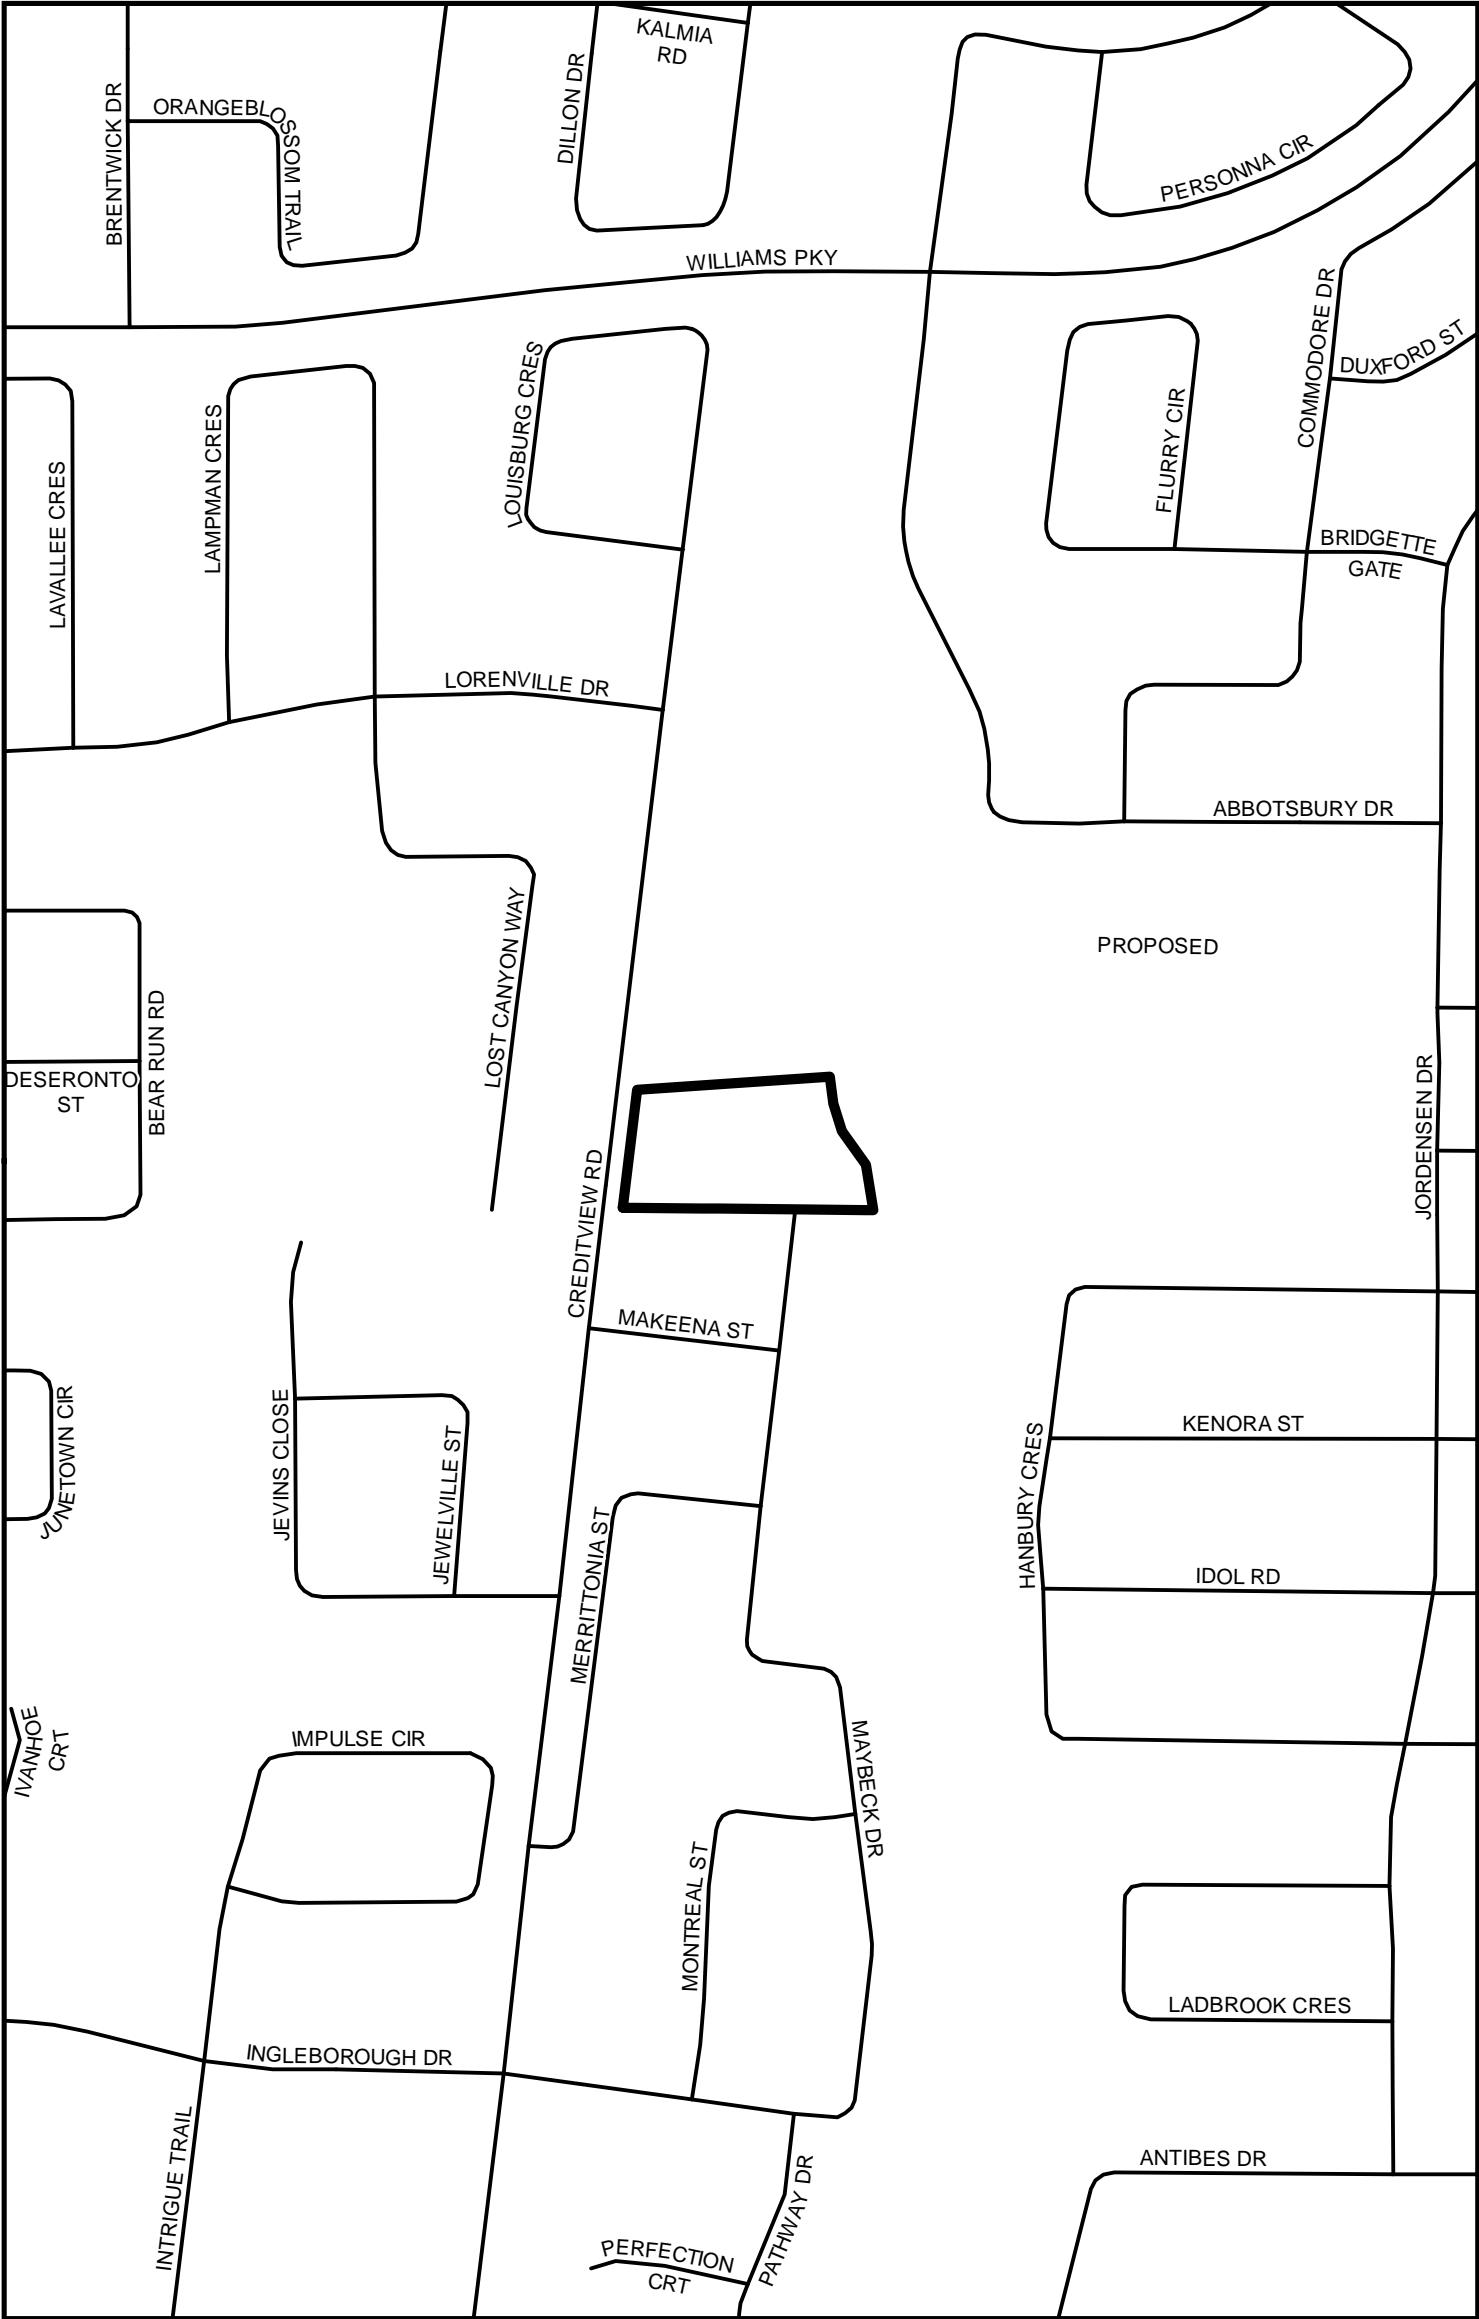 KALMIA
RD
BRENTWICK DR
ORANGEBLOSSOM TRAIL
DILLON DR
PERSONNA CIR
WILLIAMS PKY
COMMODORE DR
DUXFORD ST
LOUISBURG CRES
FLURRY CIR
LAMPMAN CRES
LAVALLEE CRES
BRIDGETTE
GATE
LORENVILLE DR
ABBOTSBURY DR
LOST CANYON WAY
PROPOSED
BEAR RUN RD
DESERONTO
ST
JORDENSEN DR
CREDITVIEW RD
MAKEENA ST
JUNETOWN CIR
JEVINS CLOSE
JEWELVILLE ST
HANBURY CRES
KENORA ST
MERRITTONIA ST
IDOL RD
IVANHOE
CRT
IMPULSE CIR
MAYBECK DR
MONTREAL ST
LADBROOK CRES
INGLEBOROUGH DR
INTRIGUE TRAIL
ANTIBES DR
PATHWAY DR
PERFECTION
CRT